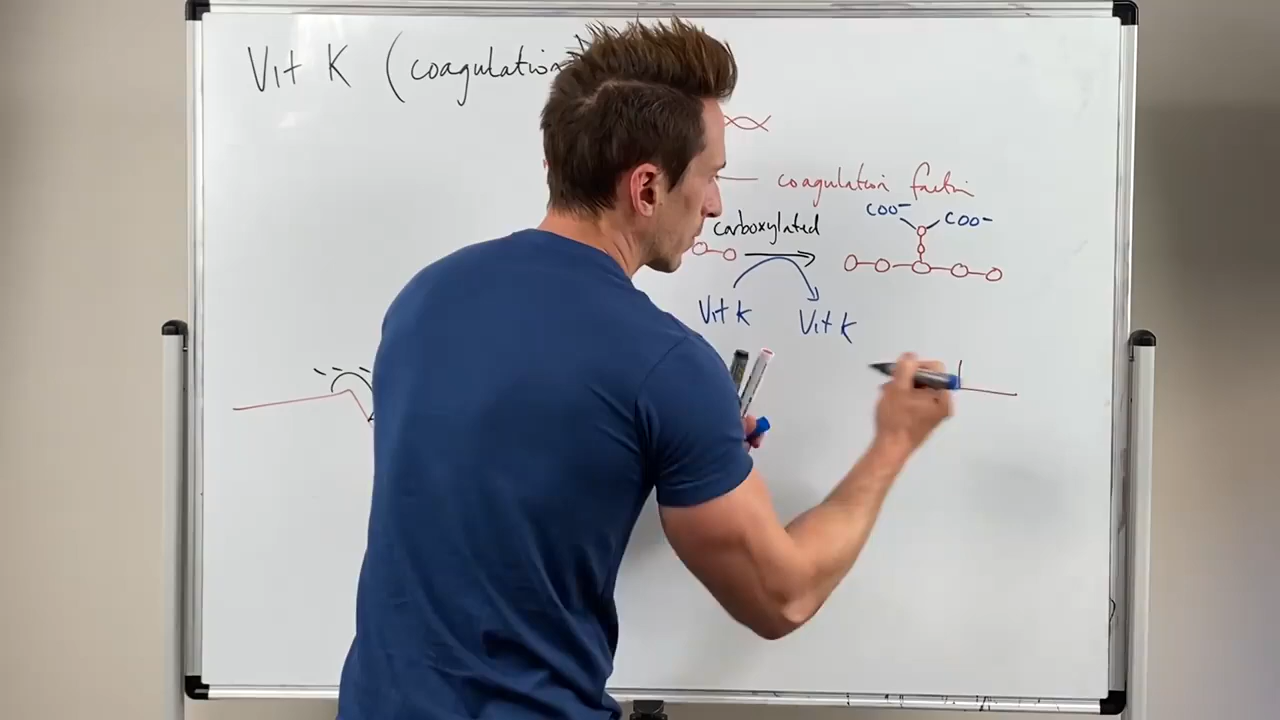 Vit K (coagulation
coagulation factor
COO⁻ COO⁻
carboxylated
Vit K Vit K